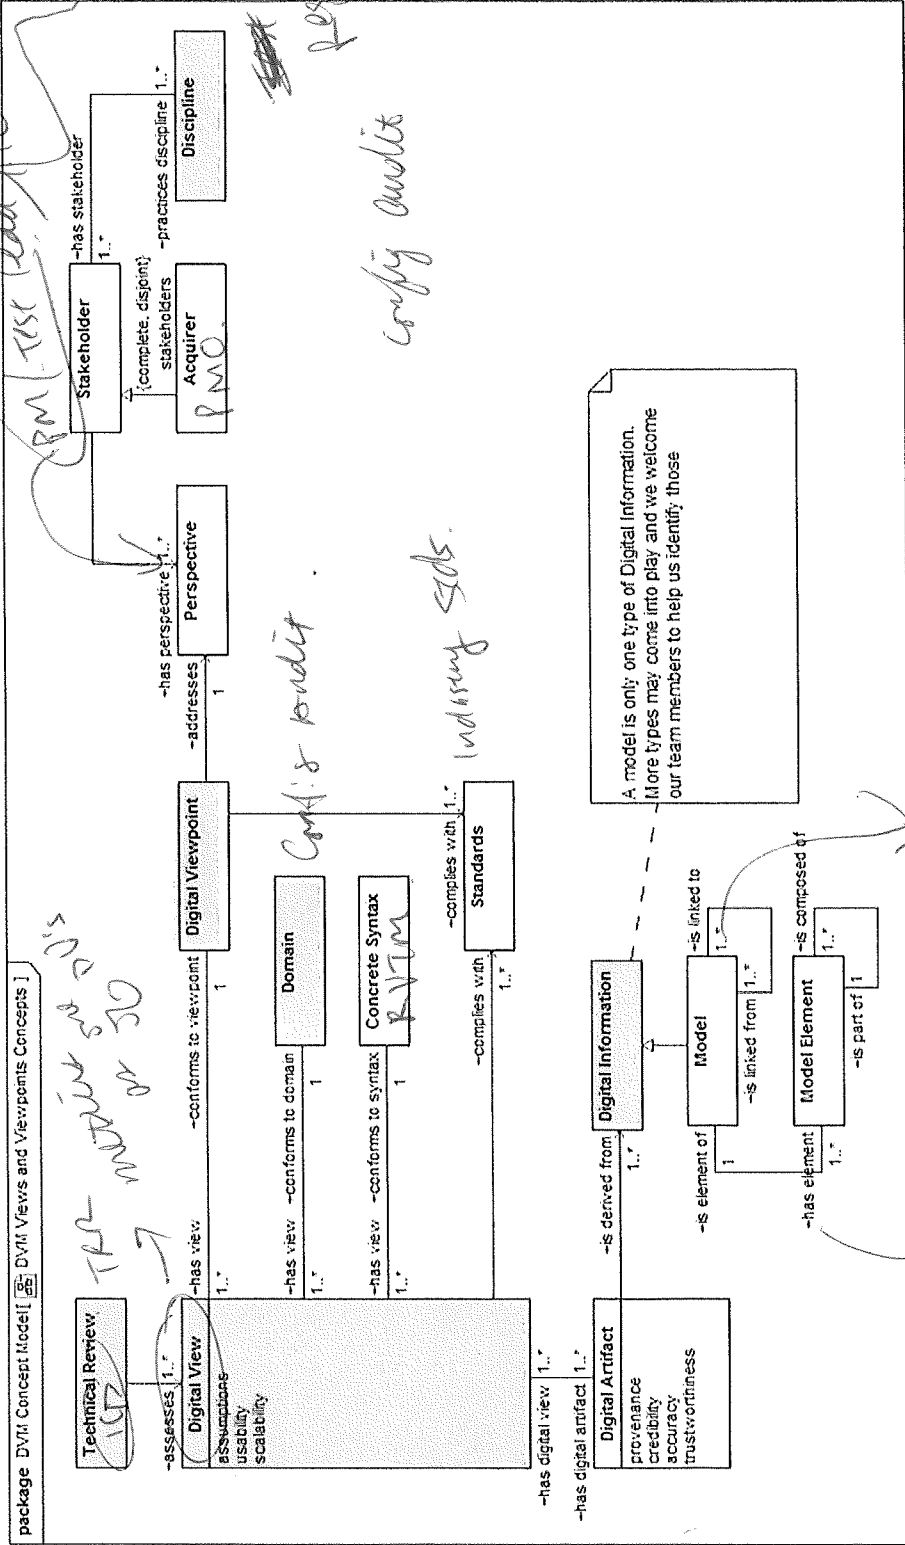 package DVM Concept Model[ DVM Views and Viewpoints Concepts ]
Technical Review
-assesses 1..*
Digital View
assumptions
usability
scalability
-has view
1..*
-conforms to viewpoint
1
Digital Viewpoint
-addresses
1
Perspective
-has perspective 1..*
Stakeholder
-has stakeholder
1..*
-practices discipline 1..*
Discipline
{complete, disjoint}
stakeholders
Acquirer
PMO
-has view
1..*
-conforms to domain
1
Domain
-has view
1..*
-conforms to syntax
1
Concrete Syntax
RVTM
-complies with
1..*
-complies with
1..*
Standards
Industry Stds.
Config audit
-has digital view 1..*
-has digital artifact 1..*
Digital Artifact
provenance
credibility
accuracy
trustworthiness
-is derived from
1..*
Digital Information
-is element of
1
Model
-is linked to
1..*
-is linked from 1..*
-has element
1..*
Model Element
-is composed of
1..*
-is part of 1
A model is only one type of Digital Information.
More types may come into play and we welcome
our team members to help us identify those